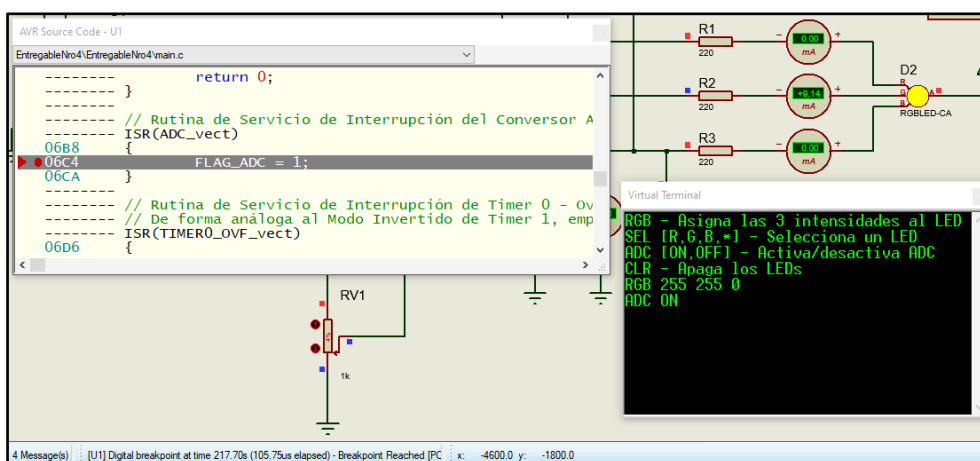 AVR Source Code - U1
EntregableNro4\EntregableNro4\main.c
-------- return 0;
-------- }
--------
-------- // Rutina de Servicio de Interrupción del Conversor A
-------- ISR(ADC_vect)
06B8 {
06C4 FLAG_ADC = 1;
06CA }
--------
-------- // Rutina de Servicio de Interrupción de Timer 0 - Ov
-------- // De forma análoga al Modo Invertido de Timer 1, emp
-------- ISR(TIMER0_OVF_vect)
06D6 {
R1
220
- 0.00 +
mA
R2
220
- +9.14 +
mA
R3
220
- 0.00 +
mA
D2
R
G A
B
RGBLED-CA
RV1
4%
1k
Virtual Terminal
RGB - Asigna las 3 intensidades al LED
SEL [R,G,B,*] - Selecciona un LED
ADC [ON,OFF] - Activa/desactiva ADC
CLR - Apaga los LEDs
RGB 255 255 0
ADC ON
4 Message(s) [U1] Digital breakpoint at time 217.70s (105.75us elapsed) - Breakpoint Reached [PC x: -4600.0 y: -1800.0